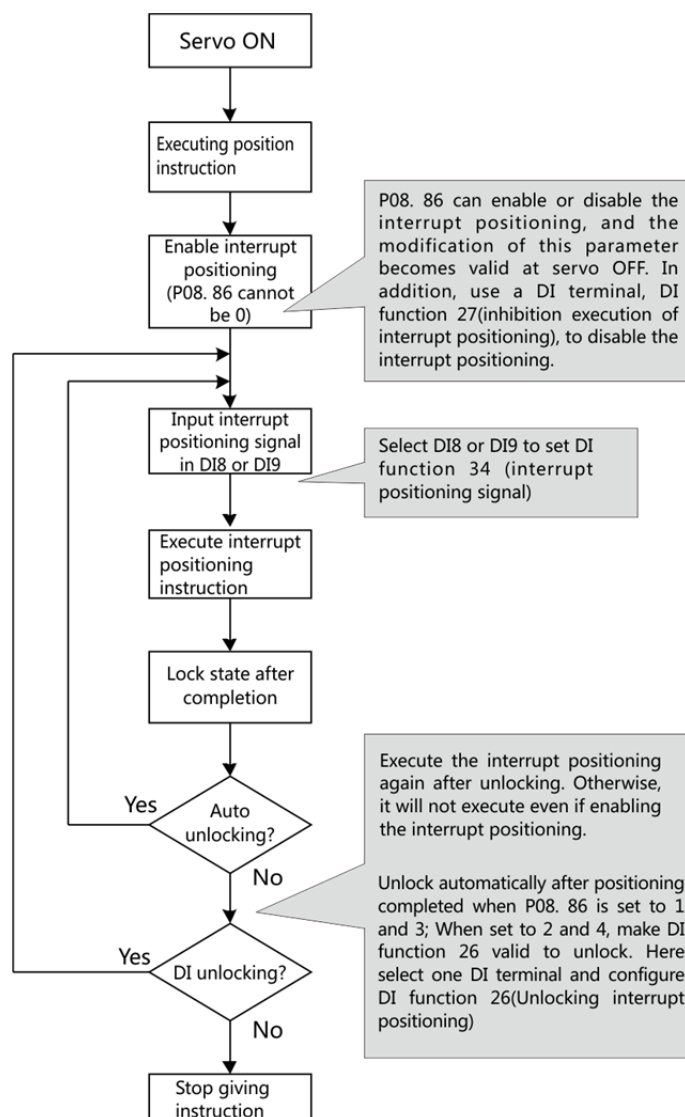 Servo ON
Executing position
instruction
P08. 86 can enable or disable the
interrupt positioning, and the
modification of this parameter
becomes valid at servo OFF. In
addition, use a DI terminal, DI
function 27(inhibition execution of
interrupt positioning), to disable the
interrupt positioning.
Enable interrupt
positioning
(P08. 86 cannot
be 0)
Input interrupt
positioning signal
in DI8 or DI9
Select DI8 or DI9 to set DI
function 34 (interrupt
positioning signal)
Execute interrupt
positioning
instruction
Lock state after
completion
Execute the interrupt positioning
again after unlocking. Otherwise,
it will not execute even if enabling
the interrupt positioning.
Unlock automatically after positioning
completed when P08. 86 is set to 1
and 3; When set to 2 and 4, make DI
function 26 valid to unlock. Here
select one DI terminal and configure
DI function 26(Unlocking interrupt
positioning)
Yes
Auto
unlocking?
No
Yes
DI unlocking?
No
Stop giving
instruction